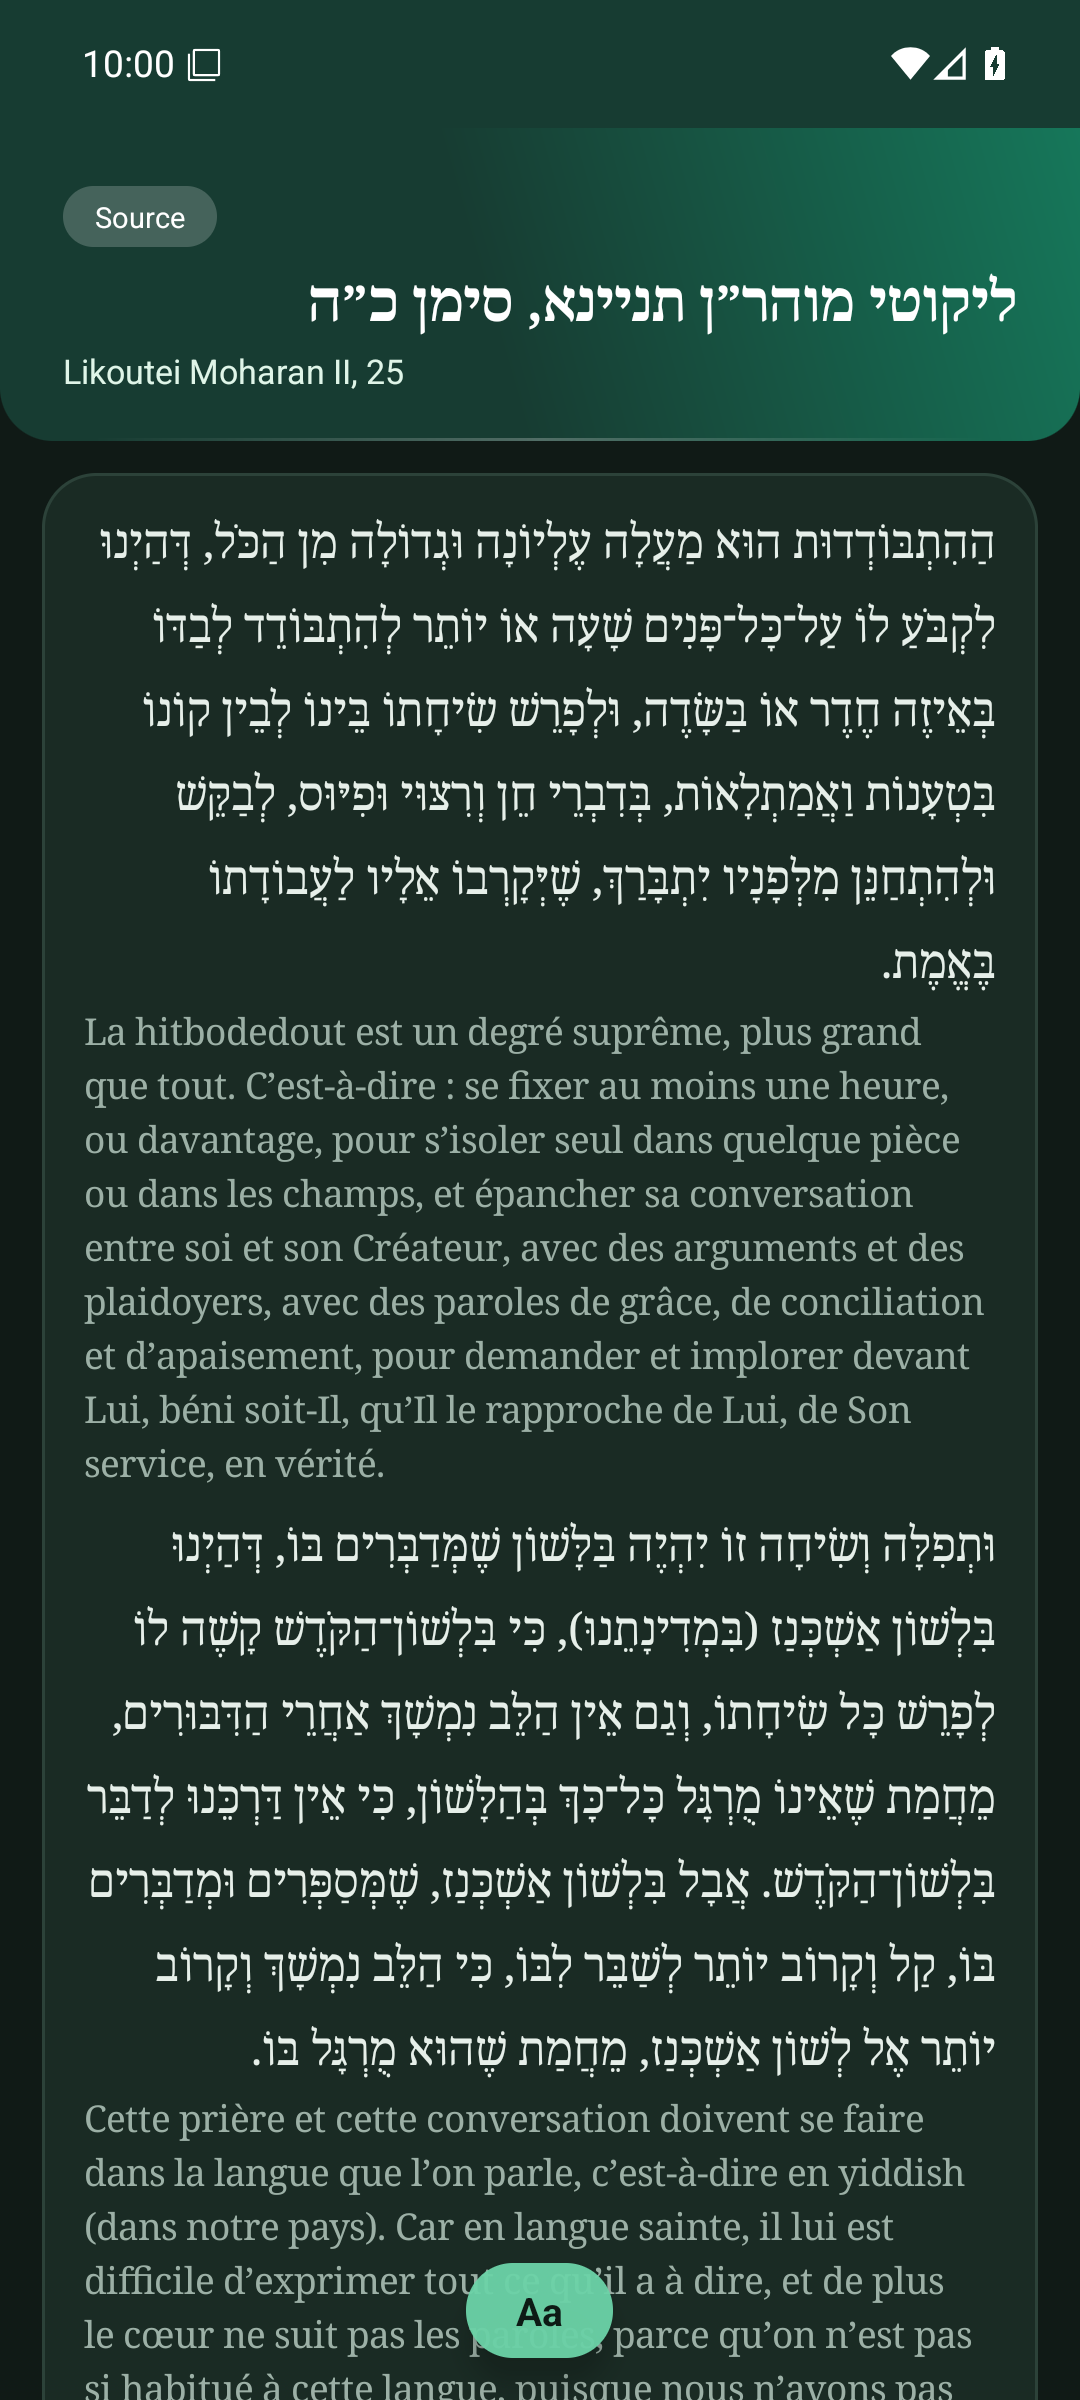 10:00
Source
ליקוטי מוהר״ן תניינא, סימן כ״ה
Likoutei Moharan II, 25
הַהִתְבּוֹדְדוּת הוּא מַעֲלָה עֶלְיוֹנָה וּגְדוֹלָה מִן הַכֹּל, דְּהַיְנוּ
לִקְבֹּעַ לוֹ עַל־כָּל־פָּנִים שָׁעָה אוֹ יוֹתֵר לְהִתְבּוֹדֵד לְבַדּוֹ
בְּאֵיזֶה חֶדֶר אוֹ בַּשָּׂדֶה, וּלְפָרֵשׁ שִׂיחָתוֹ בֵּינוֹ לְבֵין קוֹנוֹ
בִּטְעָנוֹת וַאֲמַתְלָאוֹת, בְּדִבְרֵי חֵן וְרִצּוּי וּפִיּוּס, לְבַקֵּשׁ
וּלְהִתְחַנֵּן מִלְּפָנָיו יִתְבָּרַךְ, שֶׁיְּקָרְבוֹ אֵלָיו לַעֲבוֹדָתוֹ
בֶּאֱמֶת.
La hitbodedout est un degré suprême, plus grand
que tout. C’est-à-dire : se fixer au moins une heure,
ou davantage, pour s’isoler seul dans quelque pièce
ou dans les champs, et épancher sa conversation
entre soi et son Créateur, avec des arguments et des
plaidoyers, avec des paroles de grâce, de conciliation
et d’apaisement, pour demander et implorer devant
Lui, béni soit-Il, qu’Il le rapproche de Lui, de Son
service, en vérité.
וּתְפִלָּה וְשִׂיחָה זוֹ יִהְיֶה בַּלָּשׁוֹן שֶׁמְּדַבְּרִים בּוֹ, דְּהַיְנוּ
בִּלְשׁוֹן אַשְׁכְּנַז (בִּמְדִינָתֵנוּ), כִּי בִּלְשׁוֹן־הַקֹּדֶשׁ קָשֶׁה לוֹ
לְפָרֵשׁ כָּל שִׂיחָתוֹ, וְגַם אֵין הַלֵּב נִמְשָׁךְ אַחֲרֵי הַדִּבּוּרִים,
מֵחֲמַת שֶׁאֵינוֹ מֻרְגָּל כָּל־כָּךְ בְּהַלָּשׁוֹן, כִּי אֵין דַּרְכֵּנוּ לְדַבֵּר
בִּלְשׁוֹן־הַקֹּדֶשׁ. אֲבָל בִּלְשׁוֹן אַשְׁכְּנַז, שֶׁמְּסַפְּרִים וּמְדַבְּרִים
בּוֹ, קַל וְקָרוֹב יוֹתֵר לְשַׁבֵּר לִבּוֹ, כִּי הַלֵּב נִמְשָׁךְ וְקָרוֹב
יוֹתֵר אֶל לְשׁוֹן אַשְׁכְּנַז, מֵחֲמַת שֶׁהוּא מֻרְגָּל בּוֹ.
Cette prière et cette conversation doivent se faire
dans la langue que l’on parle, c’est-à-dire en yiddish
(dans notre pays). Car en langue sainte, il lui est
difficile d’exprimer tout ce qu’il a à dire, et de plus
le cœur ne suit pas les paroles, parce qu’on n’est pas
si habitué à cette langue, puisque nous n’avons pas
Aa